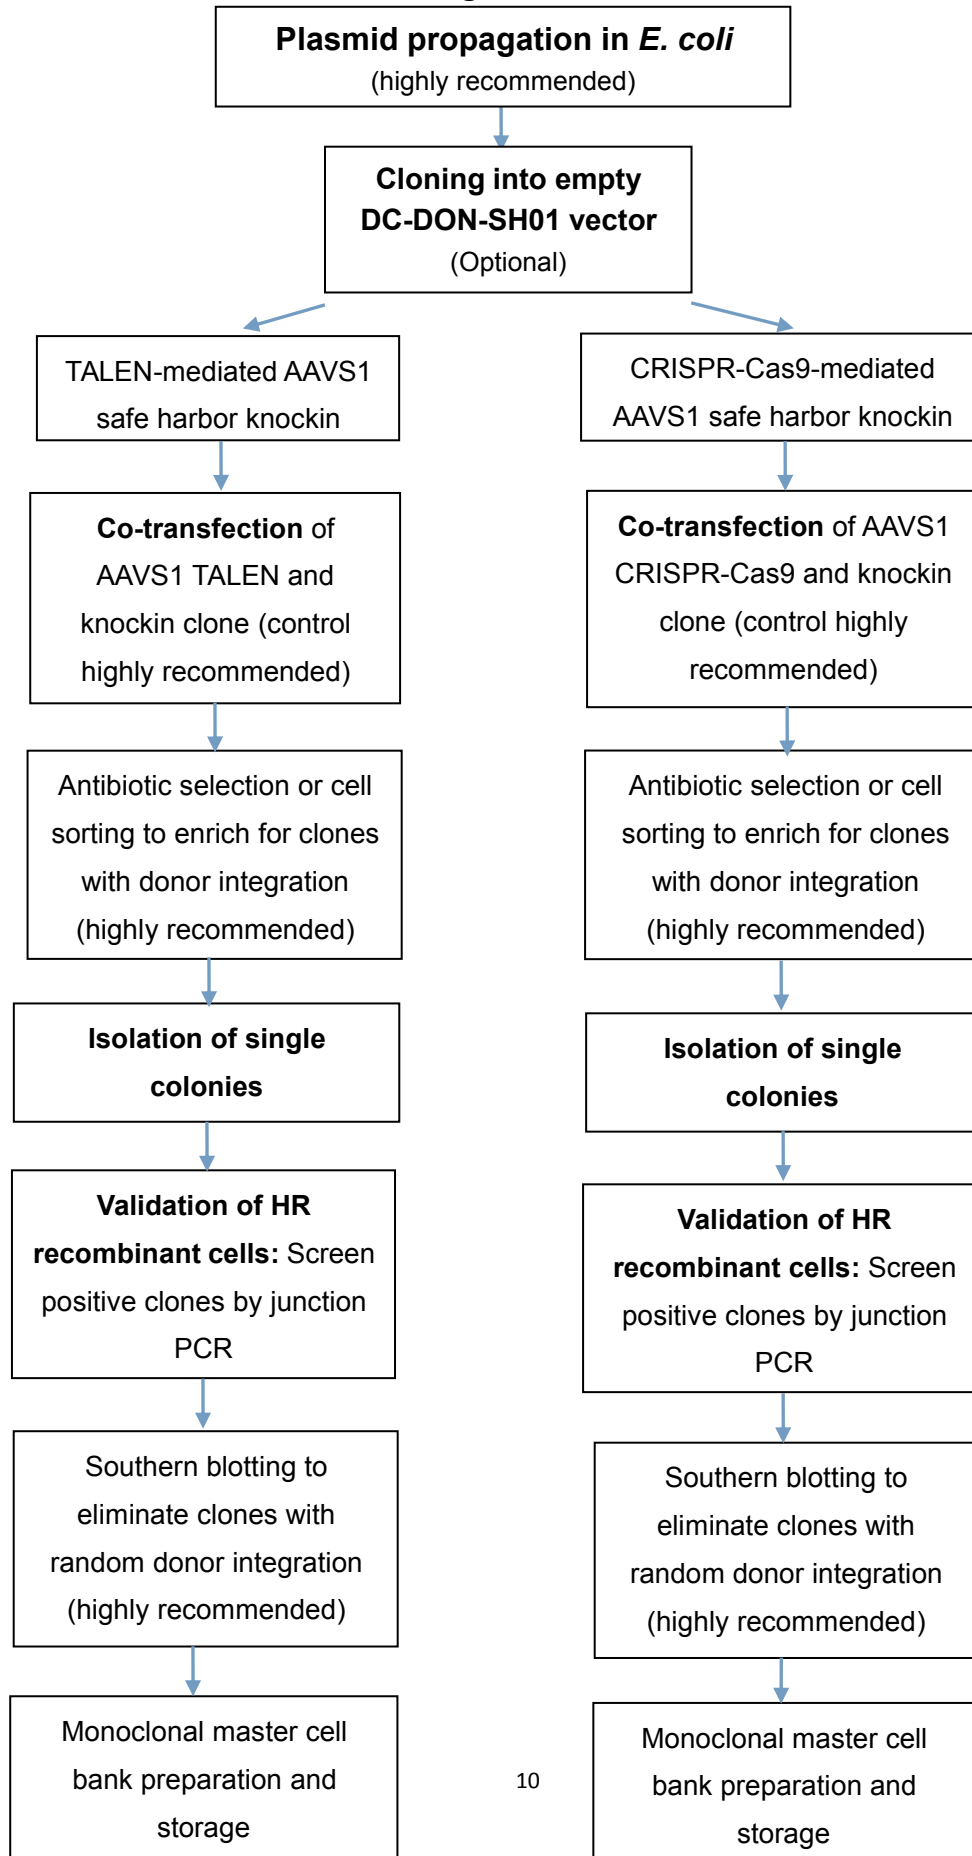 Plasmid propagation in E. coli
(highly recommended)
Cloning into empty
DC-DON-SH01 vector
(Optional)
TALEN-mediated AAVS1
safe harbor knockin
Co-transfection of
AAVS1 TALEN and
knockin clone (control
highly recommended)
Antibiotic selection or cell
sorting to enrich for clones
with donor integration
(highly recommended)
Isolation of single
colonies
Validation of HR
recombinant cells: Screen
positive clones by junction
PCR
Southern blotting to
eliminate clones with
random donor integration
(highly recommended)
Monoclonal master cell
bank preparation and
storage
CRISPR-Cas9-mediated
AAVS1 safe harbor knockin
Co-transfection of AAVS1
CRISPR-Cas9 and knockin
clone (control highly
recommended)
Antibiotic selection or cell
sorting to enrich for clones
with donor integration
(highly recommended)
Isolation of single
colonies
Validation of HR
recombinant cells: Screen
positive clones by junction
PCR
Southern blotting to
eliminate clones with
random donor integration
(highly recommended)
Monoclonal master cell
bank preparation and
storage
10